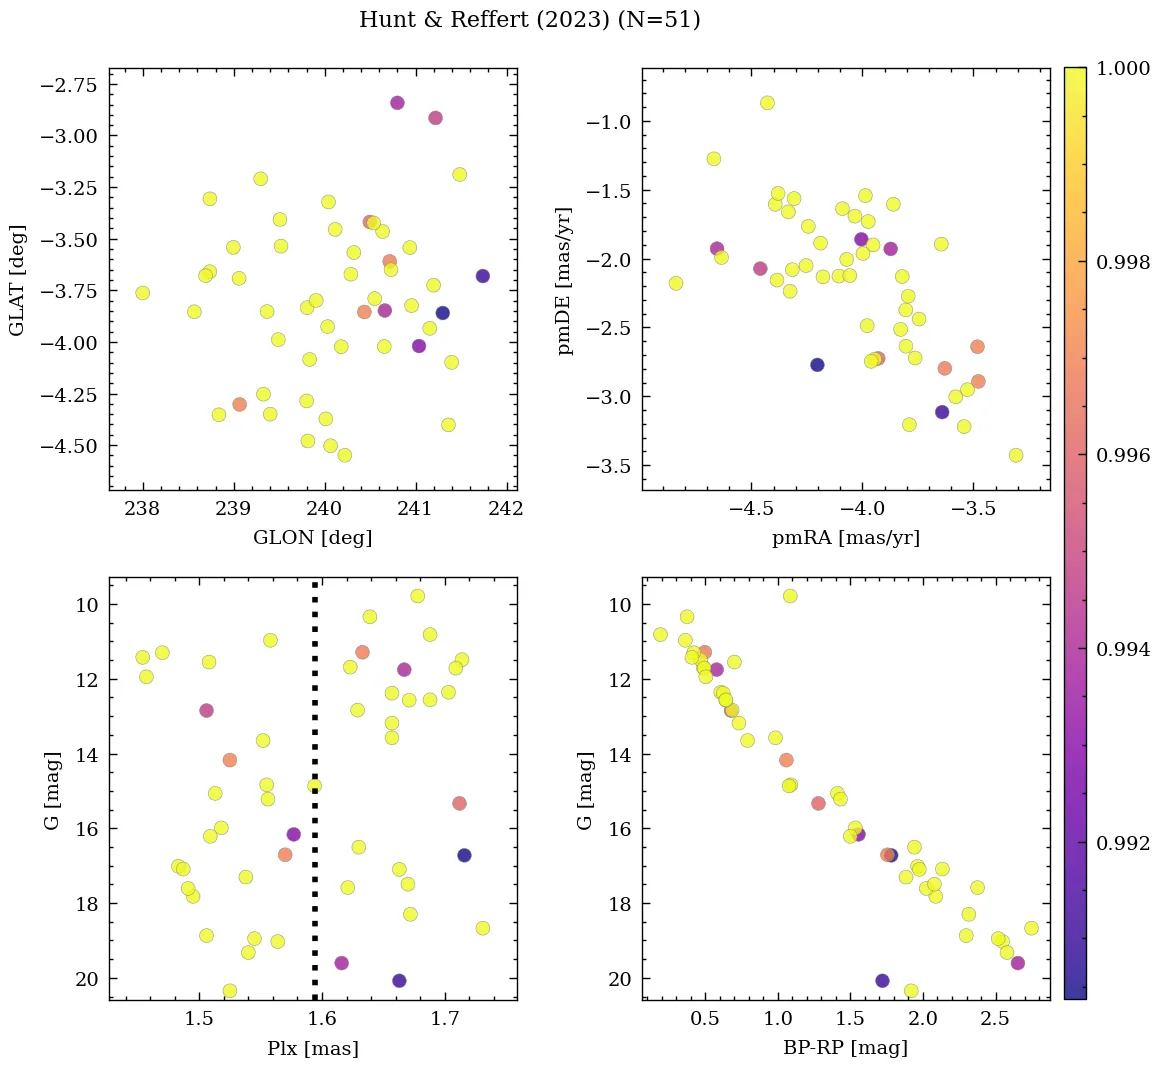 Hunt & Reffert (2023) (N=51)
−2.75
−3.00
−3.25
−3.50
−3.75
−4.00
−4.25
−4.50
GLAT [deg]
238 239 240 241 242
GLON [deg]
−1.0
−1.5
−2.0
−2.5
−3.0
−3.5
pmDE [mas/yr]
−4.5 −4.0 −3.5
pmRA [mas/yr]
10
12
14
16
18
20
G [mag]
1.5 1.6 1.7
Plx [mas]
10
12
14
16
18
20
G [mag]
0.5 1.0 1.5 2.0 2.5
BP-RP [mag]
1.000
0.998
0.996
0.994
0.992